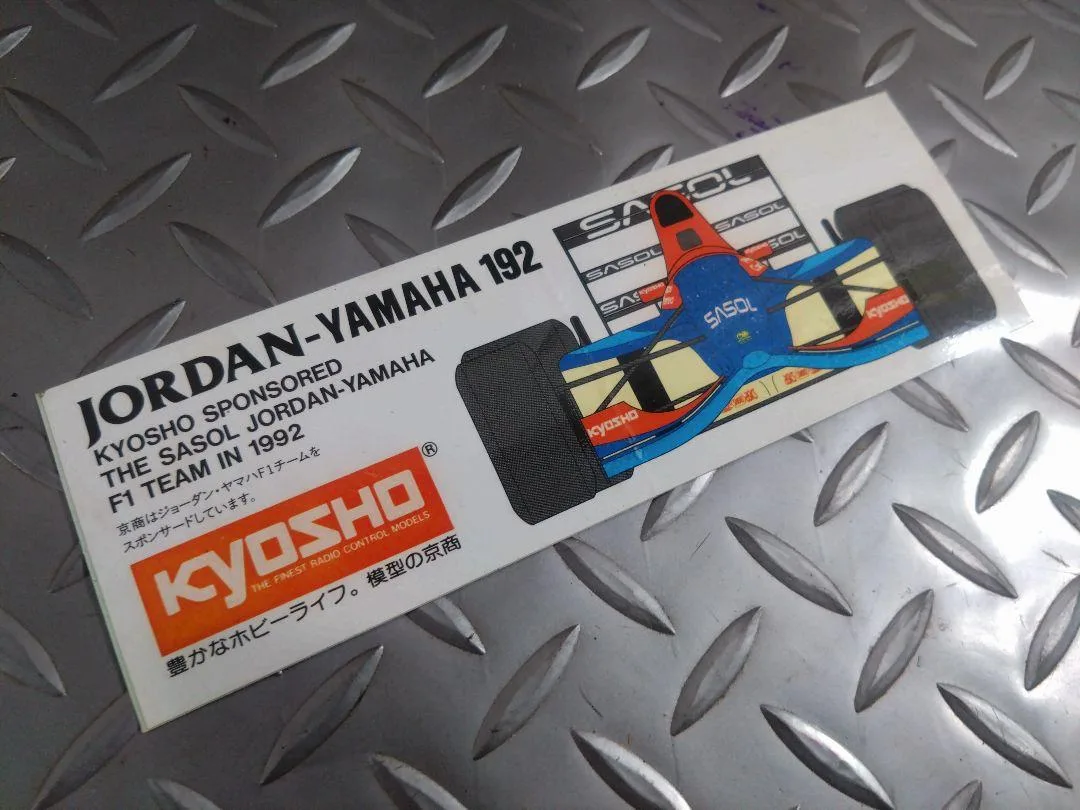 JORDAN-YAMAHA 192
KYOSHO SPONSORED
THE SASOL JORDAN-YAMAHA
F1 TEAM IN 1992
京商はジョーダン・ヤマハF1チームを
スポンサードしています。
KYOSHO®
THE FINEST RADIO CONTROL MODELS
豊かなホビーライフ。模型の京商
SASOL
SASOL
SASOL
SASOL
KYOSHO
KYOSHO